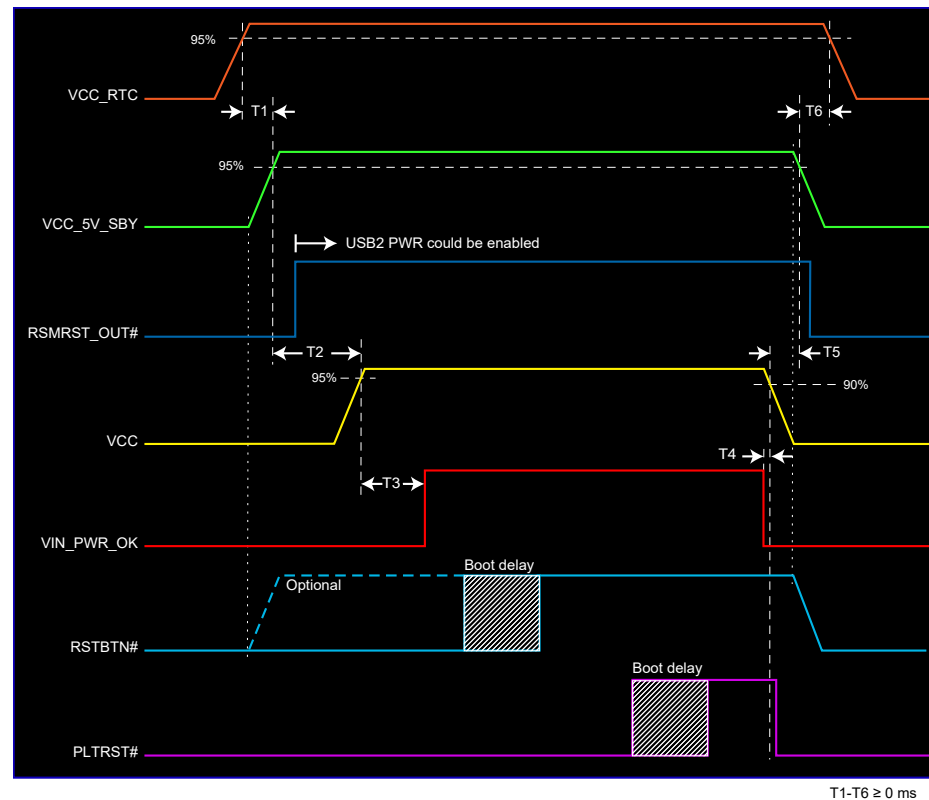 95%
VCC_RTC
T1
T6
95%
VCC_5V_SBY
USB2 PWR could be enabled
RSMRST_OUT#
T2
T5
95%
90%
VCC
T4
T3
VIN_PWR_OK
Boot delay
Optional
RSTBTN#
Boot delay
PLTRST#
T1-T6 ≥ 0 ms